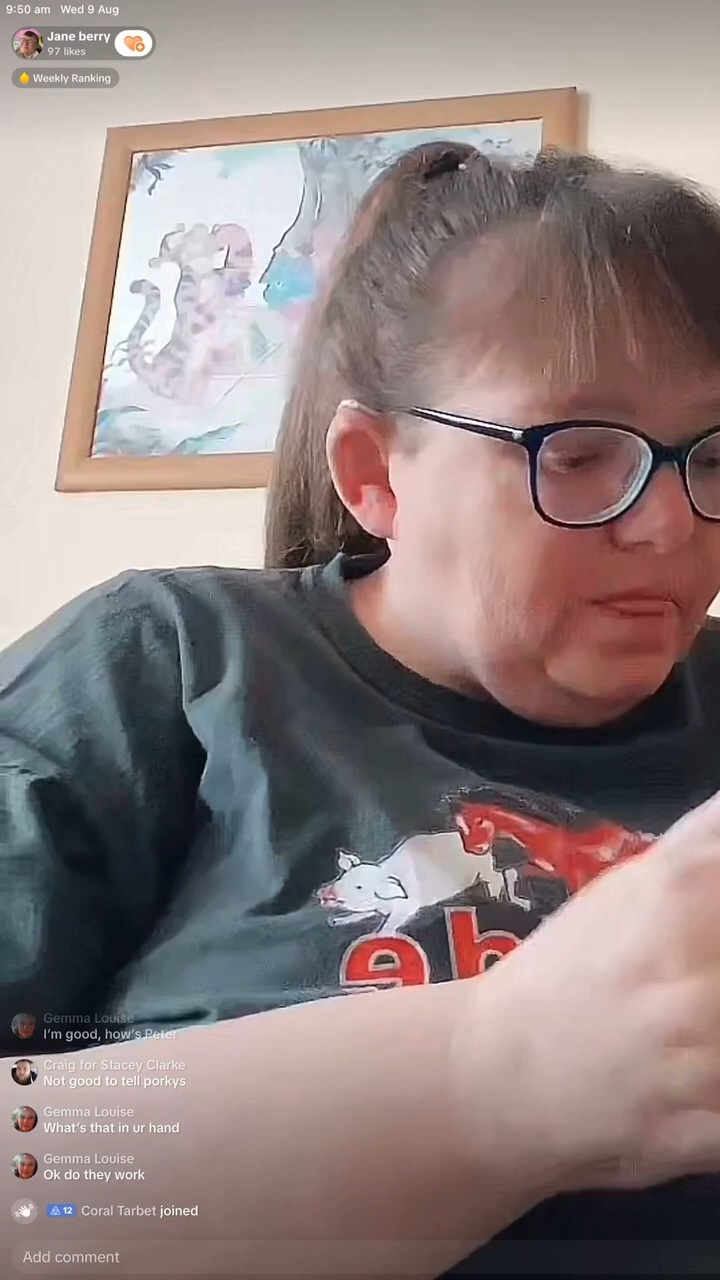 9:50 am Wed 9 Aug
Jane berry
97 likes
Weekly Ranking
Gemma Louise
I'm good, how's Peter
Craig for Stacey Clarke
Not good to tell porkys
Gemma Louise
What's that in ur hand
Gemma Louise
Ok do they work
12 Coral Tarbet joined
Add comment